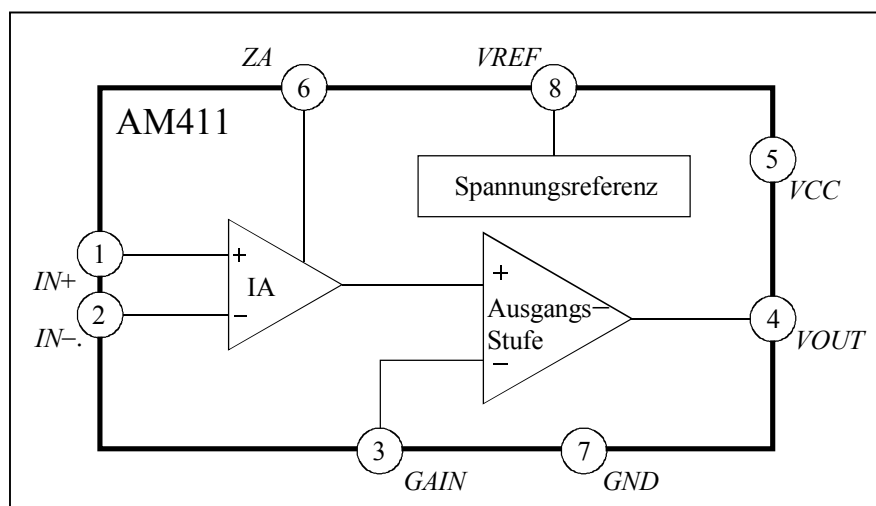 ZA
VREF
6
8
AM411
5
VCC
Spannungsreferenz
1
IN+
+
IA
−
2
IN−.
+
Ausgangs−
Stufe
−
4
VOUT
3
GAIN
7
GND